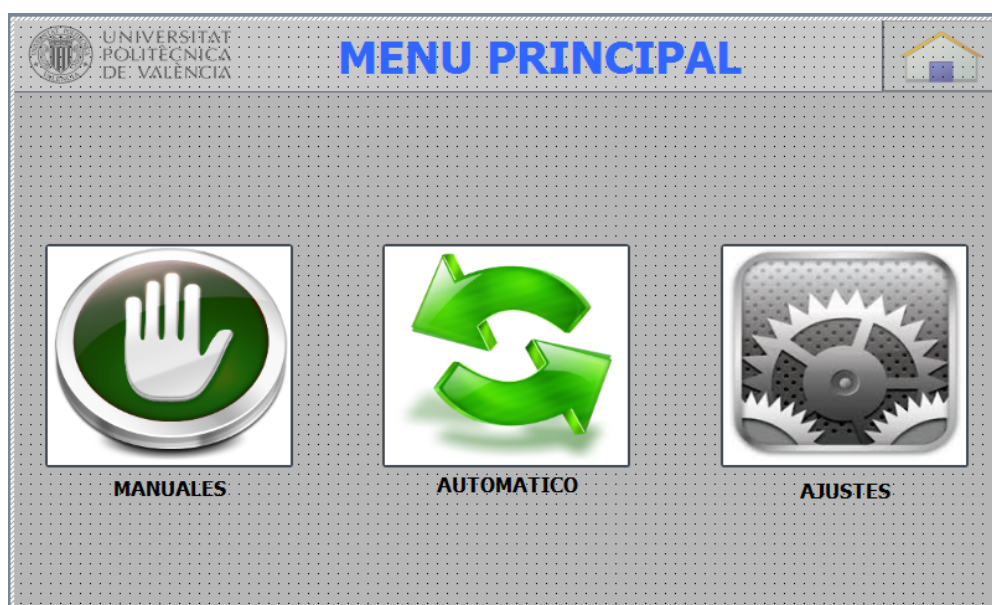 UNIVERSITAT
POLITÈCNICA
DE VALÈNCIA
MENU PRINCIPAL
MANUALES
AUTOMATICO
AJUSTES